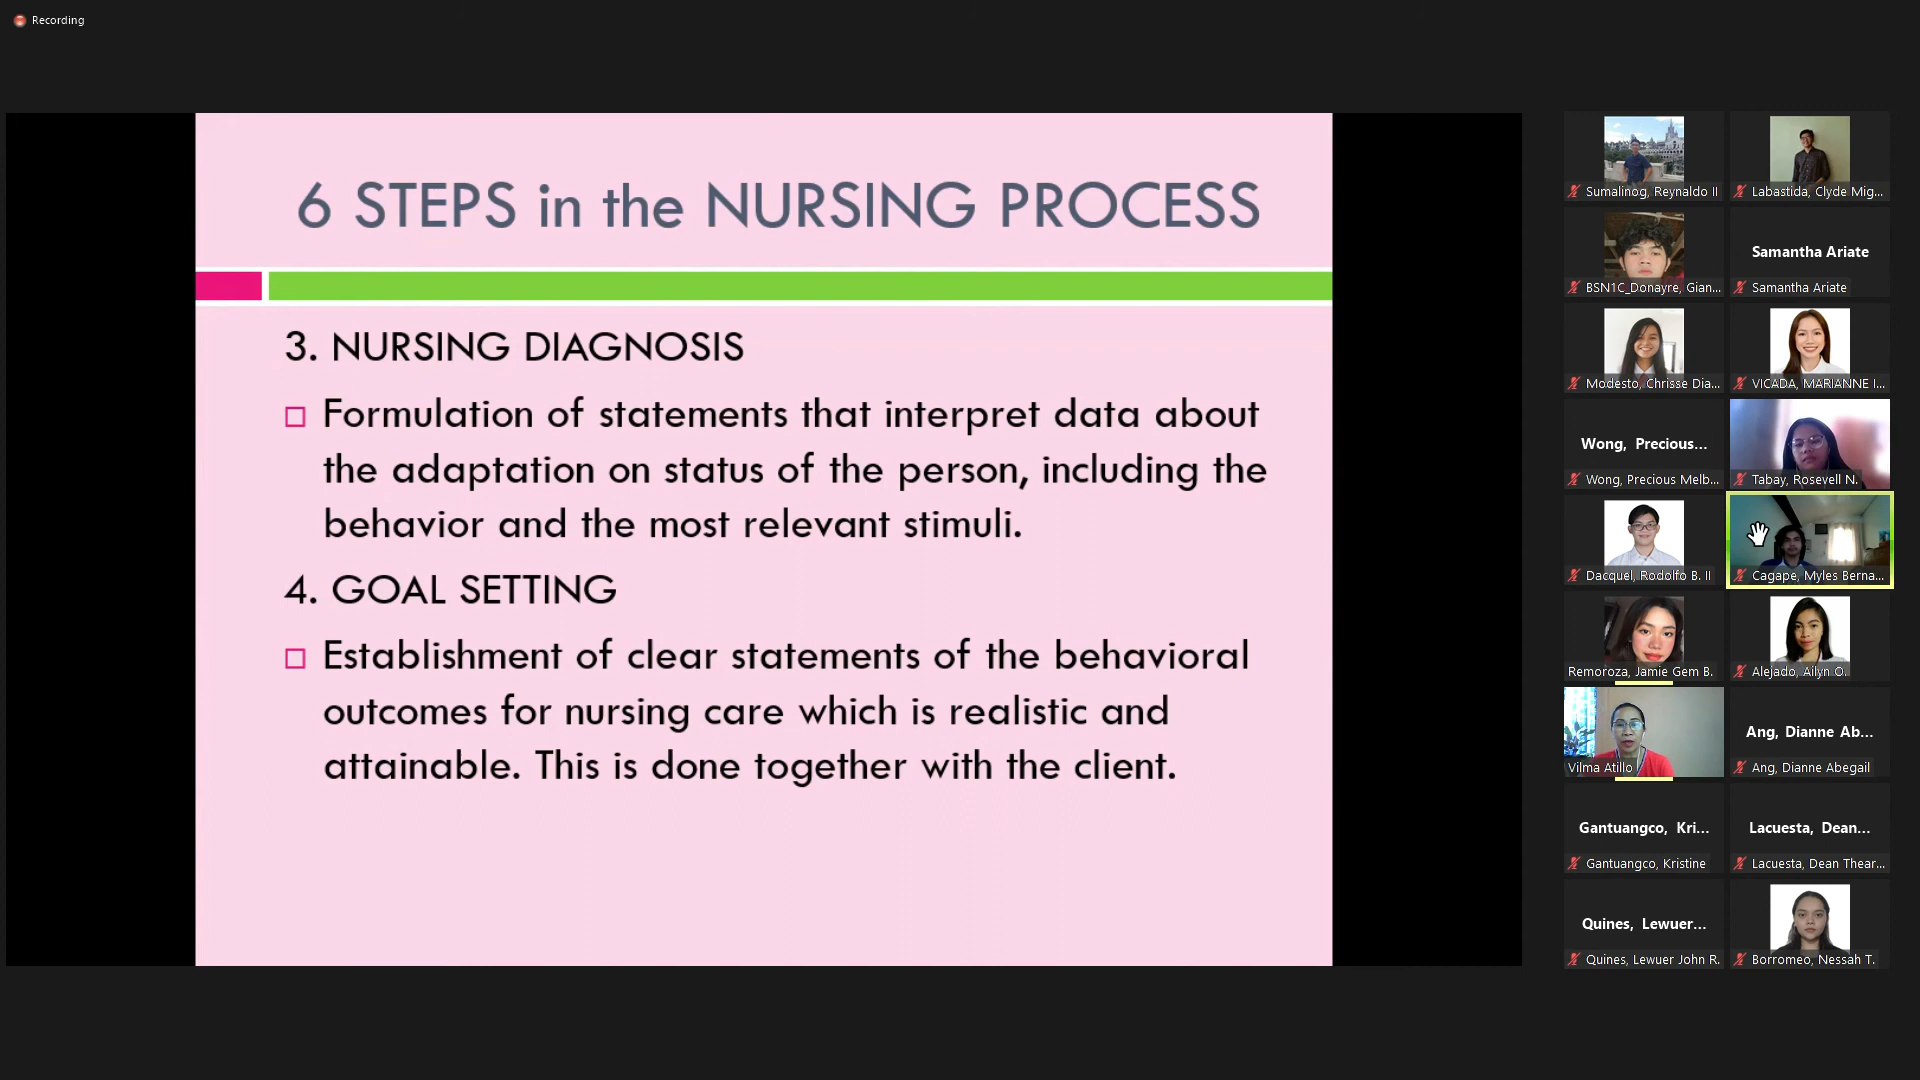 Recording
6 STEPS in the NURSING PROCESS
3. NURSING DIAGNOSIS
Formulation of statements that interpret data about
the adaptation on status of the person, including the
behavior and the most relevant stimuli.
4. GOAL SETTING
Establishment of clear statements of the behavioral
outcomes for nursing care which is realistic and
attainable. This is done together with the client.
Sumalinog, Reynaldo II
Labastida, Clyde Mig...
BSN1C_Donayre, Gian...
Samantha Ariate
Samantha Ariate
Modesto, Chrisse Dia...
VICADA, MARIANNE I...
Wong, Precious...
Wong, Precious Melb...
Tabay, Rosevell N.
Dacquel, Rodolfo B. II
Cagape, Myles Berna...
Remoroza, Jamie Gem B.
Alejado, Ailyn O.
Vilma Atillo
Ang, Dianne Ab...
Ang, Dianne Abegail
Gantuangco, Kri...
Gantuangco, Kristine
Lacuesta, Dean...
Lacuesta, Dean Thear...
Quines, Lewuer...
Quines, Lewuer John R.
Borromeo, Nessah T.